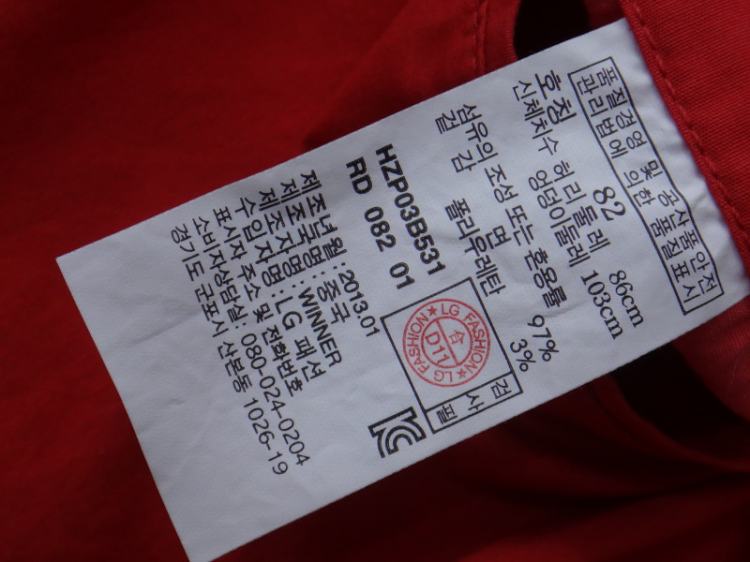 품질경영 및 공산품안전
관리법에 의한 품질표시
호칭 82
신체치수 허리 둘레 86cm
엉덩이둘레 103cm
섬유의 조성 또는 혼용률
겉 감 면 97%
폴리우레탄 3%
HZP03B531
RD 082 01
LG FASHION ★ LG FASHION ★
合
D11
검사필
제조년월: 2013.01
제조국명: 중국
제조자명: WINNER
수입자명: LG 패션
표시자 주소 및 전화번호
소비자상담실: 080-024-0204
경기도 군포시 산본동 1026-19